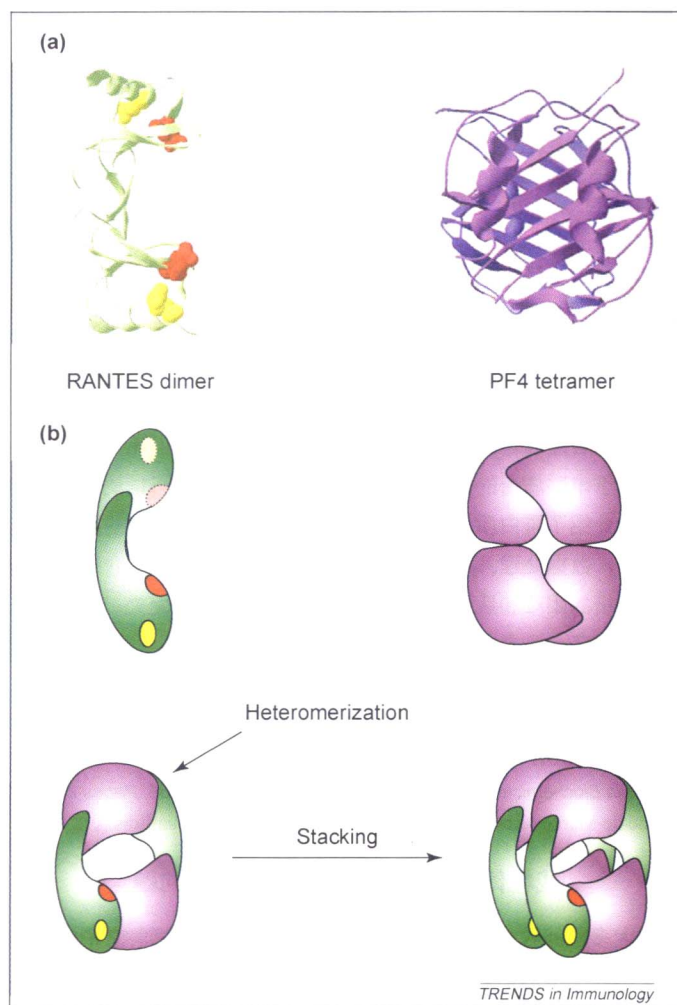 (a)
RANTES dimer
PF4 tetramer
(b)
Heteromerization
Stacking
TRENDS in Immunology